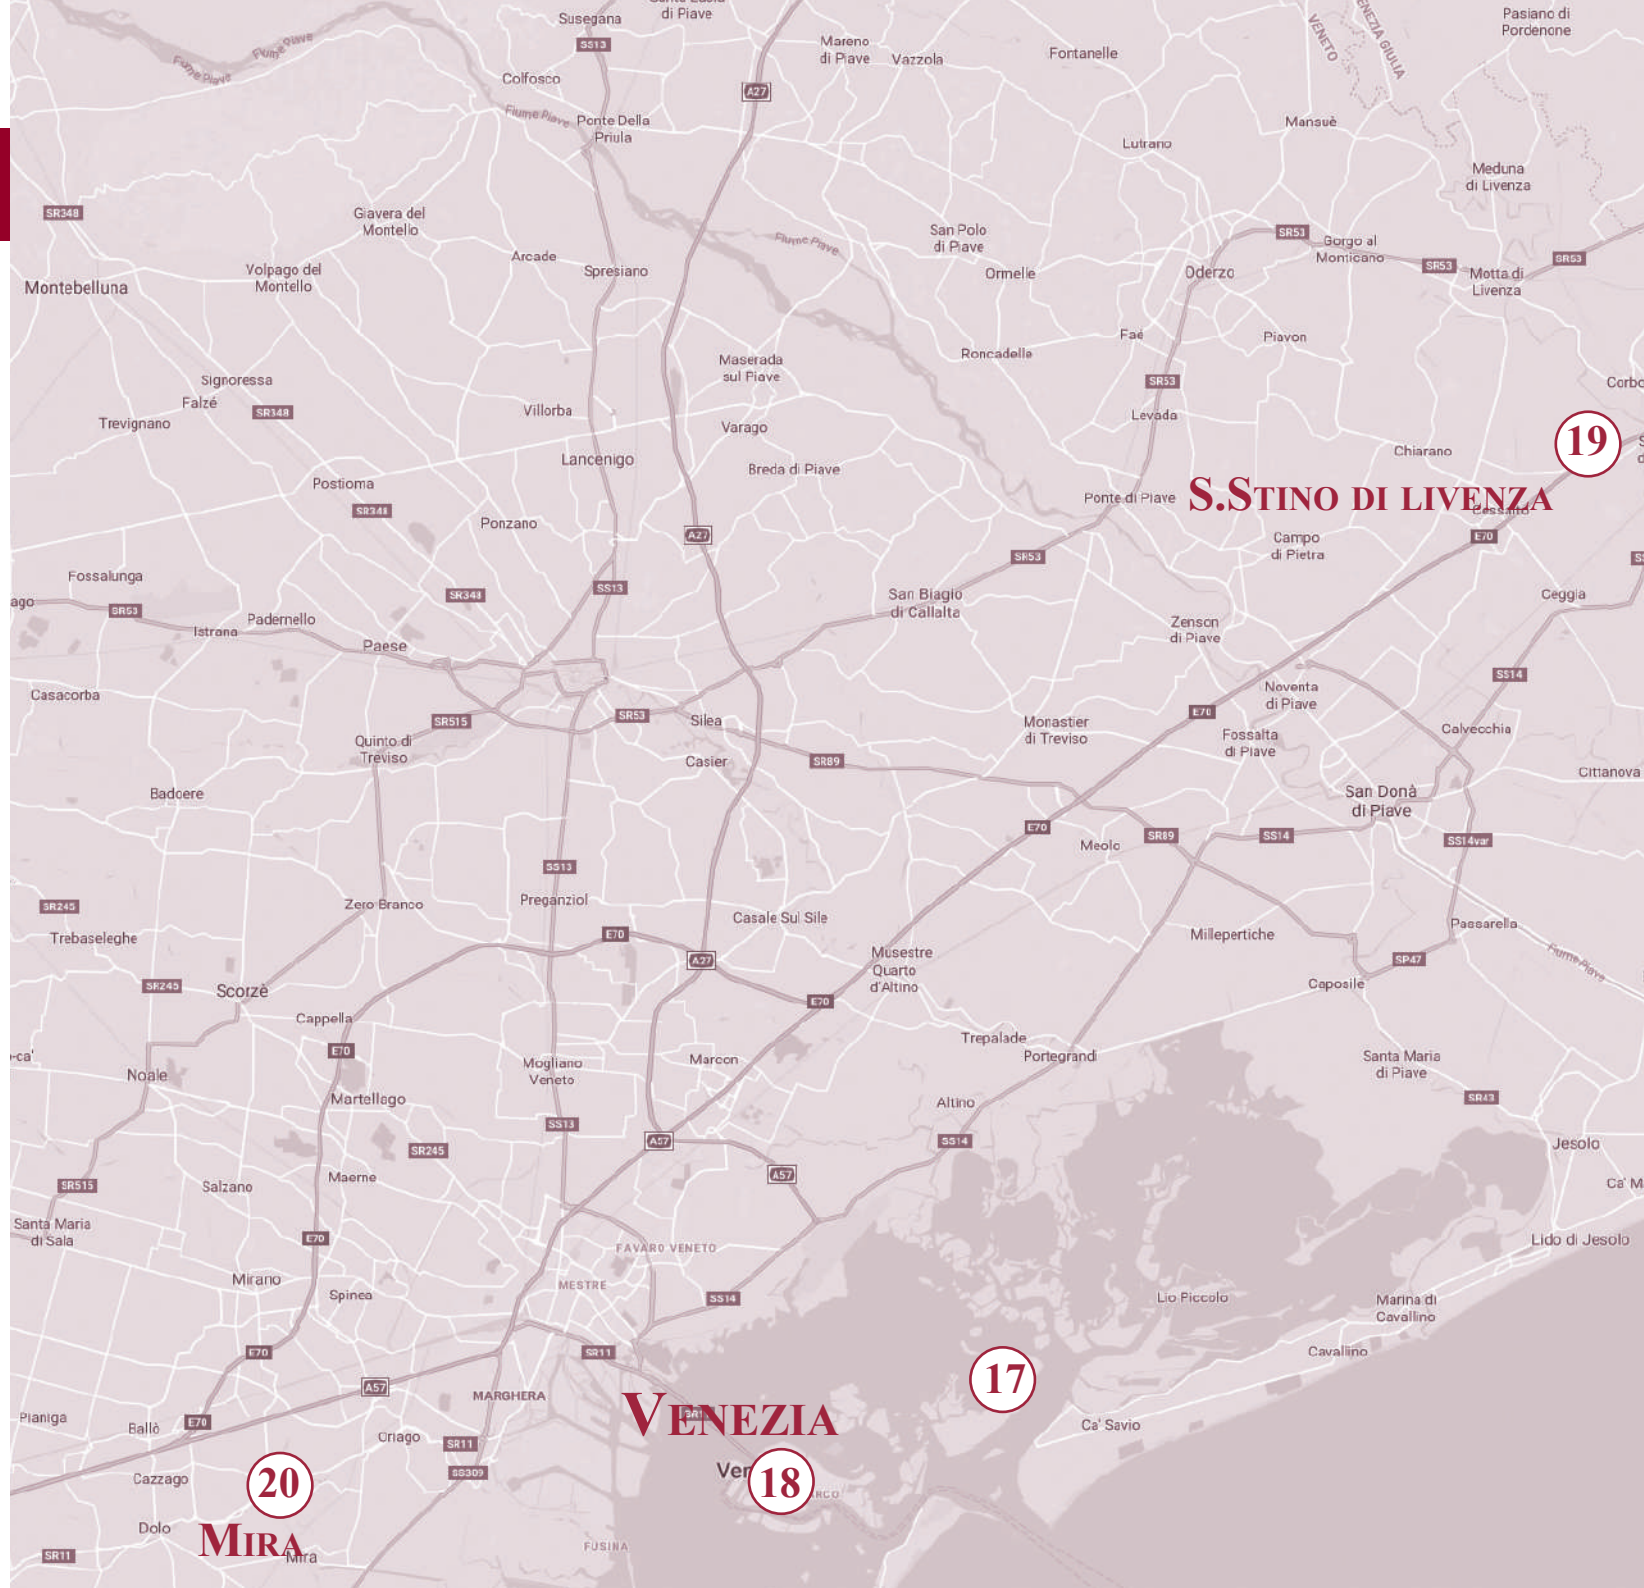 Susegana
di Piave
Pasiano di
Pordenone
SS13
Mareno
di Piave
Vazzola
Fontanelle
VENETO
Fiume Piave
Fiume Piave
Colfosco
A27
Fiume Piave
Ponte Della
Priula
Mansuè
Lutrano
Meduna
di Livenza
SR348
Giavera del
Montello
San Polo
di Piave
SR53
Gorgo al
Monticano
Fiume Piave
Arcade
Spresiano
Volpago del
Montello
Ormelle
Oderzo
SR53
SR53
Motta di
Livenza
Montebelluna
Faè
Piavon
Roncadelle
Maserada
sul Piave
Signoressa
SR53
Falzé
SR348
Villorba
Levada
Trevignano
Varago
19
Chiarano
Lancenigo
Breda di Piave
Postioma
Ponte di Piave
S.STINO DI LIVENZA
Cessalto
SR348
Ponzano
A27
Campo
di Pietra
E70
SR53
Fossalunga
SS13
SR348
San Biagio
di Callalta
Ceggia
SR53
Padernello
Istrana
Zenson
di Piave
Paese
SS14
Casacorba
Noventa
di Piave
SR515
SR53
Silea
E70
Monastier
di Treviso
Fossalta
di Piave
Calvecchia
Quinto di
Treviso
Casier
SR89
Cittanova
Badoere
San Donà
di Piave
E70
Meolo
SR89
SS14
SS14var
SS13
Preganziol
SR245
Zero Branco
Casale Sul Sile
Passarella
Trebaseleghe
E70
Millepertiche
Musestre
Quarto
d'Altino
A27
SP47
Fiume Piave
SR245
Scorzè
E70
Caposile
Cappella
Trepalade
E70
Portegrandi
Mogliano
Veneto
Marcon
Santa Maria
di Piave
Noale
Martellago
Altino
SR43
SS13
A57
SS14
Jesolo
SR245
Maerne
A57
SR515
Salzano
Santa Maria
di Sala
E70
FAVARO VENETO
Lido di Jesolo
Mirano
Spinea
MESTRE
SS14
Lio Piccolo
Marina di
Cavallino
E70
SR11
Cavallino
17
A57
MARGHERA
VENEZIA
Pianiga
Ballò
E70
Oriago
SR11
Ca' Savio
SS309
Cazzago
20
18
Dolo
MIRA
Mira
SR11
FUSINA